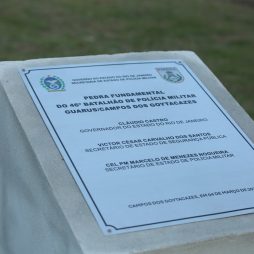 GOVERNO DO ESTADO DO RIO DE JANEIRO
SECRETARIA DE ESTADO DE POLÍCIA MILITAR
PEDRA FUNDAMENTAL
DO 46º BATALHÃO DE POLÍCIA MILITAR
GUARUS/CAMPOS DOS GOYTACAZES
CLÁUDIO CASTRO
GOVERNADOR DO ESTADO DO RIO DE JANEIRO
VICTOR CÉSAR CARVALHO DOS SANTOS
SECRETÁRIO DE ESTADO DE SEGURANÇA PÚBLICA
CEL PM MARCELO DE MENEZES NOGUEIRA
SECRETÁRIO DE ESTADO DE POLÍCIA MILITAR
CAMPOS DOS GOYTACAZES, EM 09 DE MARÇO DE